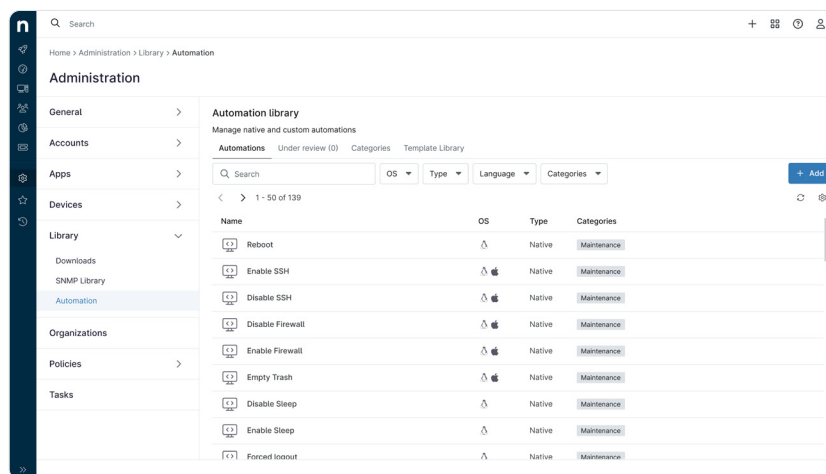 n
Search
Home > Administration > Library > Automation
Administration
General
Accounts
Apps
Devices
Library
Downloads
SNMP Library
Automation
Organizations
Policies
Tasks
Automation library
Manage native and custom automations
Automations Under review (0) Categories Template Library
Search OS Type Language Categories + Add
1 - 50 of 139
Name OS Type Categories
Reboot Native Maintenance
Enable SSH Native Maintenance
Disable SSH Native Maintenance
Disable Firewall Native Maintenance
Enable Firewall Native Maintenance
Empty Trash Native Maintenance
Disable Sleep Native Maintenance
Enable Sleep Native Maintenance
Forced logout Native Maintenance